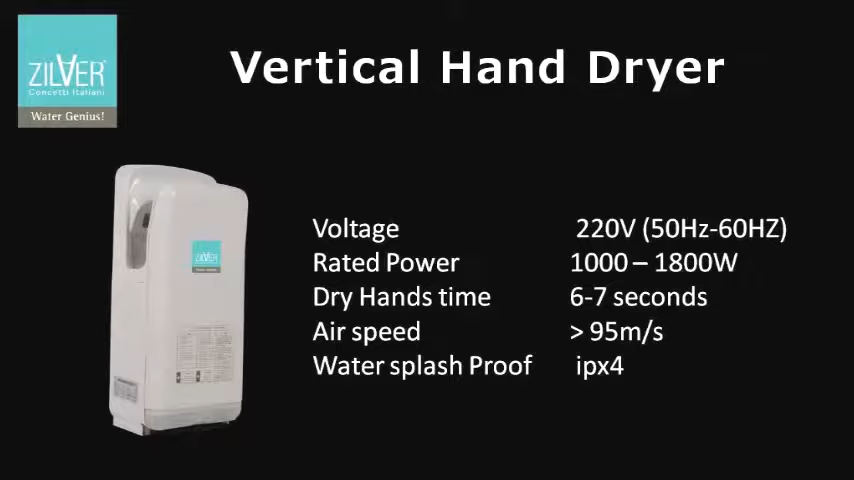 ZILVER
Concetti Italiani
Water Genius!
Vertical Hand Dryer
ZILVER
Voltage 220V (50Hz-60HZ)
Rated Power 1000 – 1800W
Dry Hands time 6-7 seconds
Air speed > 95m/s
Water splash Proof ipx4